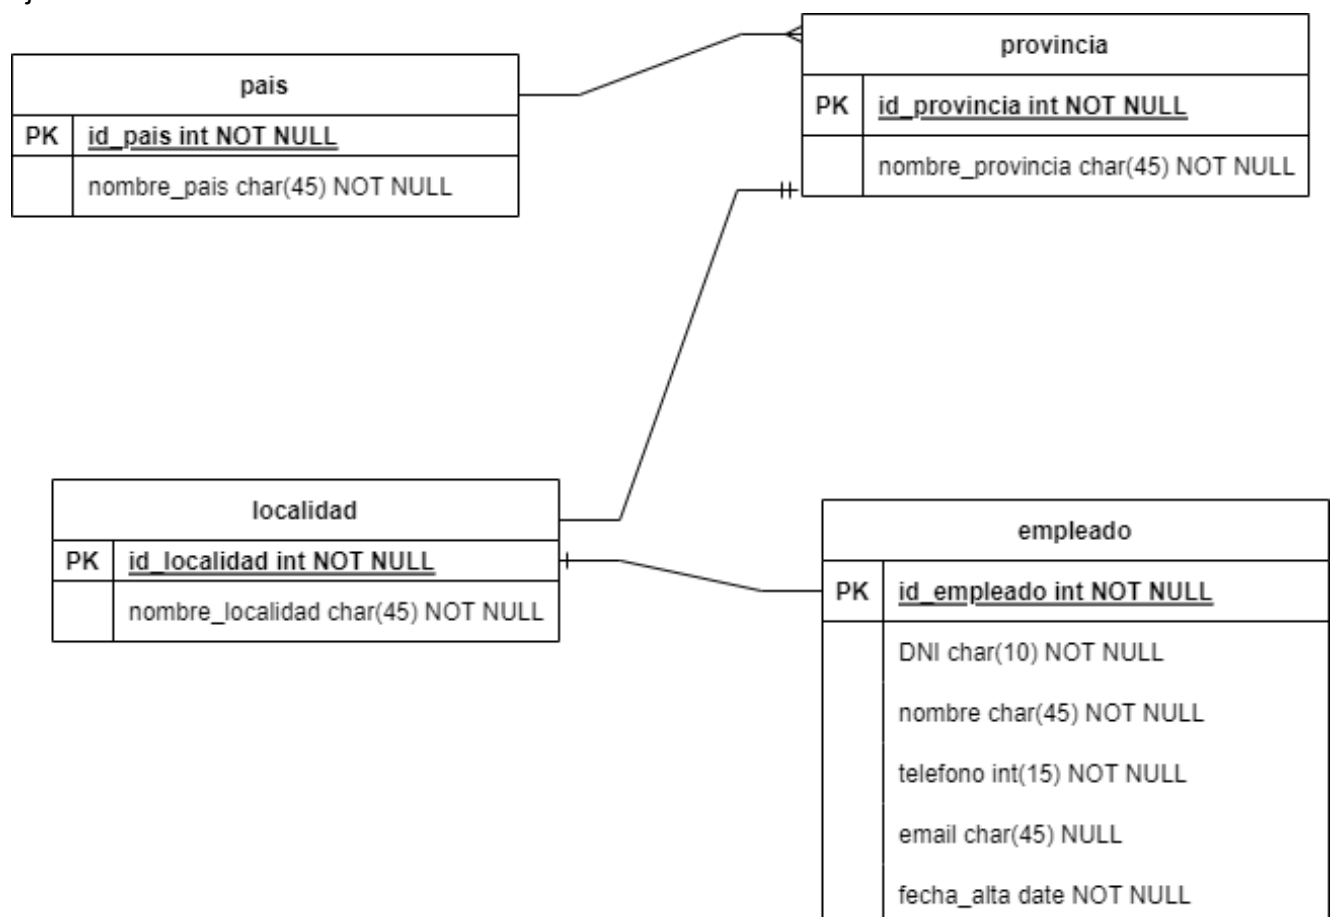 pais
PK id_pais int NOT NULL
nombre_pais char(45) NOT NULL
provincia
PK id_provincia int NOT NULL
nombre_provincia char(45) NOT NULL
localidad
PK id_localidad int NOT NULL
nombre_localidad char(45) NOT NULL
empleado
PK id_empleado int NOT NULL
DNI char(10) NOT NULL
nombre char(45) NOT NULL
telefono int(15) NOT NULL
email char(45) NULL
fecha_alta date NOT NULL